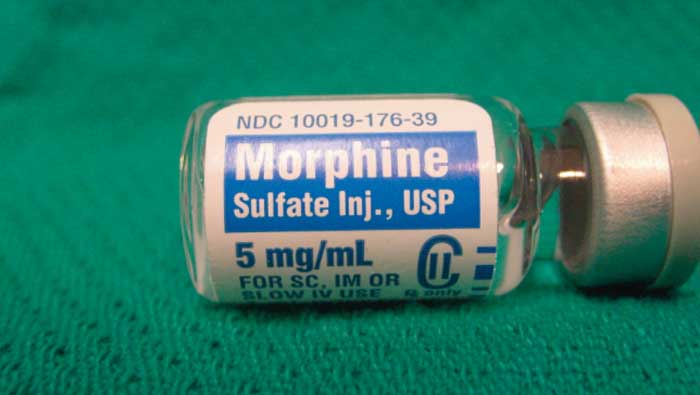 NDC 10019-176-39
Morphine
Sulfate Inj., USP
5 mg/mL
CII
FOR SC, IM OR
SLOW IV USE
Rx only